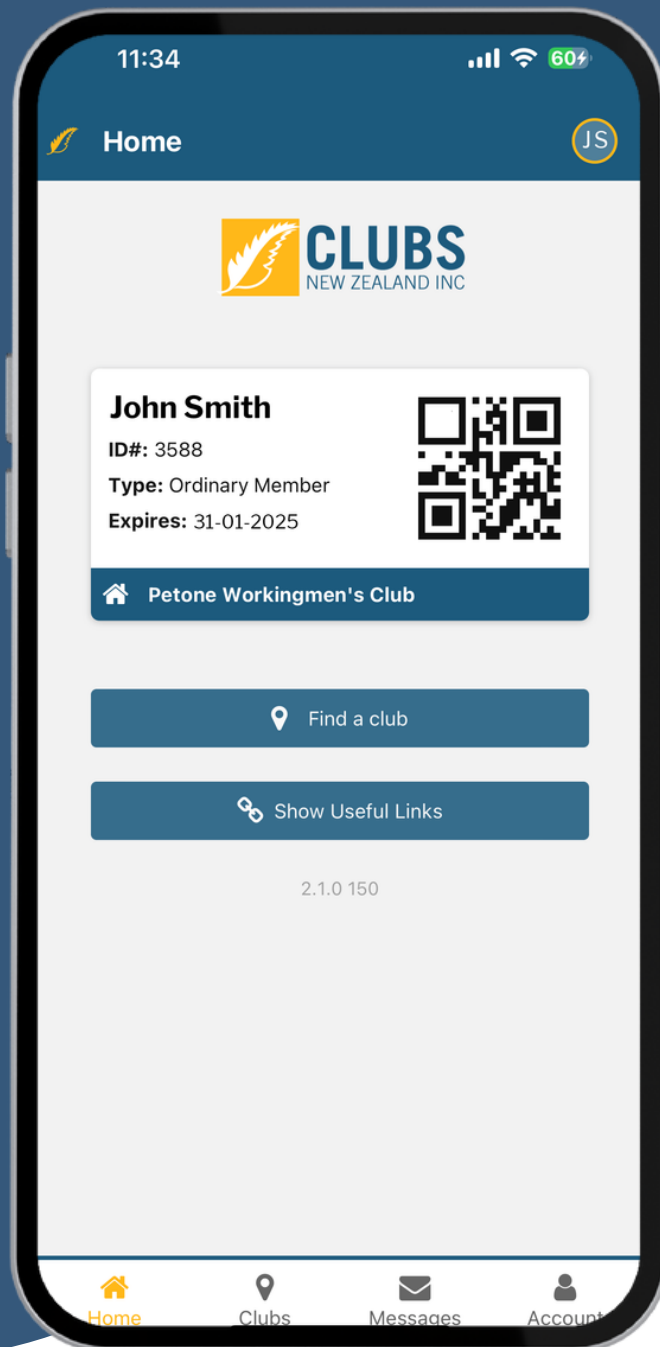 11:34
60
Home
JS
CLUBS
NEW ZEALAND INC
John Smith
ID#: 3588
Type: Ordinary Member
Expires: 31-01-2025
Petone Workingmen's Club
Find a club
Show Useful Links
2.1.0 150
Home Clubs Messages Account